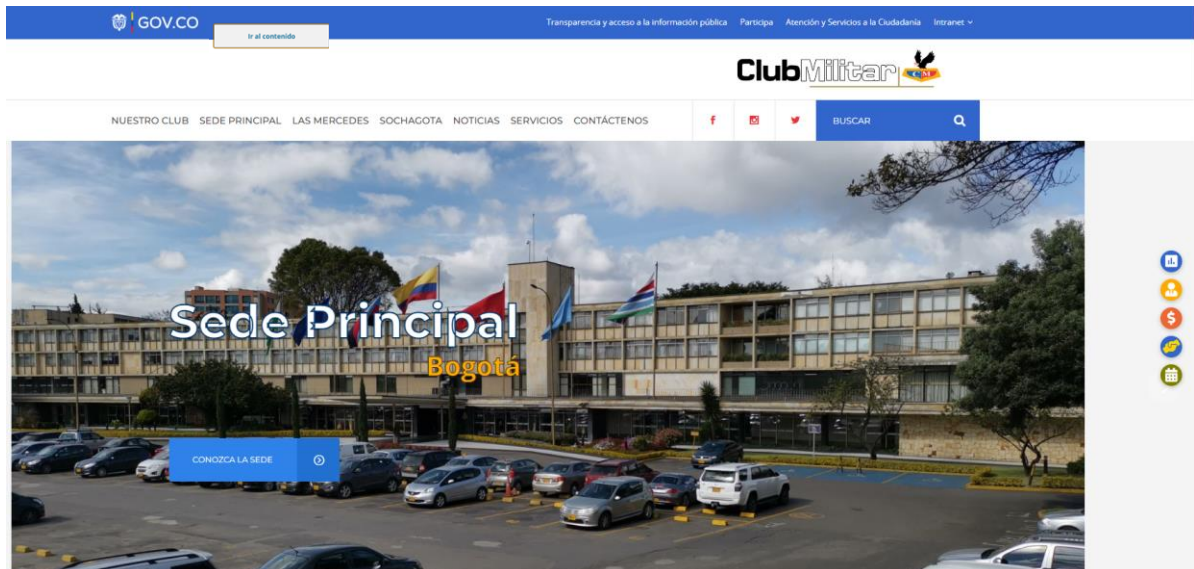 GOV.CO
Ir al contenido
Transparencia y acceso a la información pública Participa Atención y Servicios a la Ciudadanía Intranet
ClubMilitar
CM
NUESTRO CLUB SEDE PRINCIPAL LAS MERCEDES SOCHAGOTA NOTICIAS SERVICIOS CONTÁCTENOS
BUSCAR
Sede Principal
Bogotá
CONOZCA LA SEDE